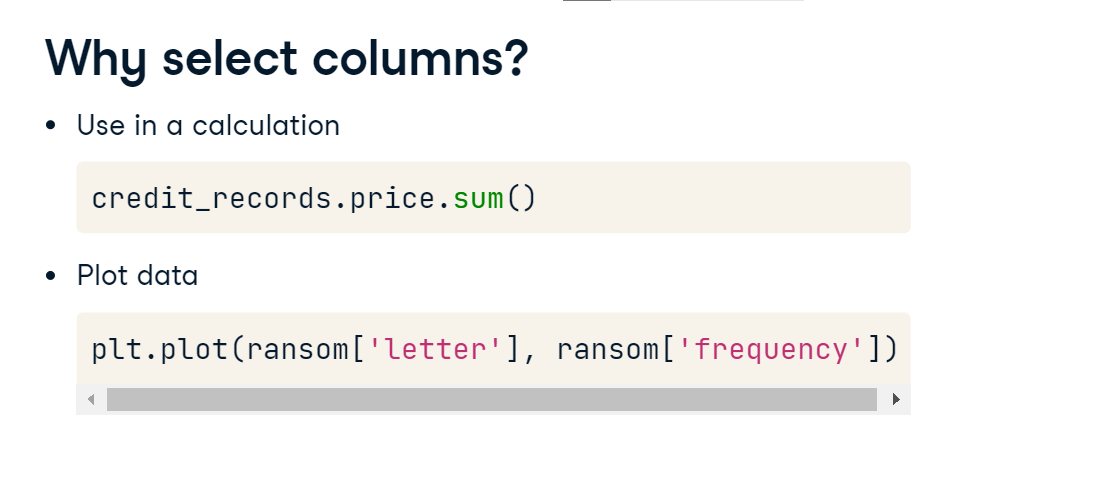 Why select columns?
• Use in a calculation
credit_records.price.sum()
• Plot data
plt.plot(ransom['letter'], ransom['frequency'])